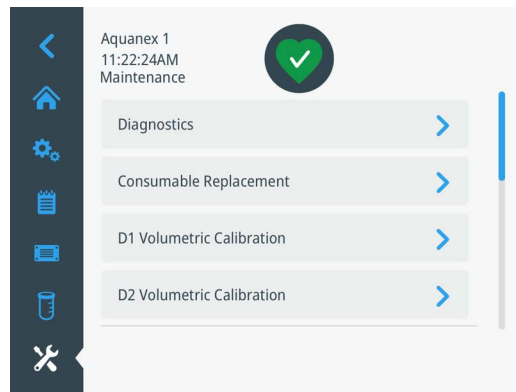 Aquanex 1
11:22:24AM
Maintenance
Diagnostics
Consumable Replacement
D1 Volumetric Calibration
D2 Volumetric Calibration